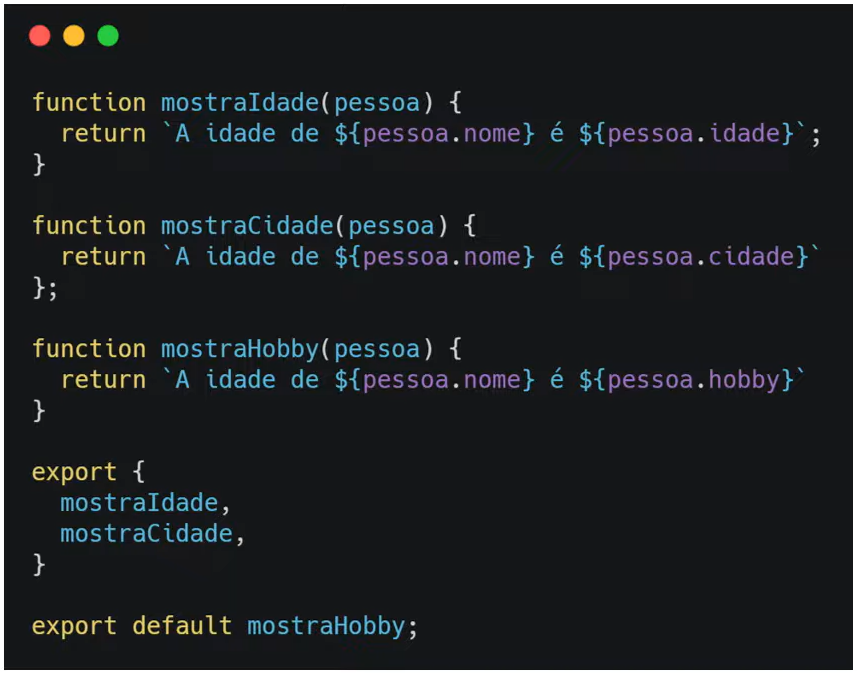 function mostraIdade(pessoa) {
  return `A idade de ${pessoa.nome} é ${pessoa.idade}`;
}

function mostraCidade(pessoa) {
  return `A idade de ${pessoa.nome} é ${pessoa.cidade}`
};

function mostraHobby(pessoa) {
  return `A idade de ${pessoa.nome} é ${pessoa.hobby}`
}

export {
  mostraIdade,
  mostraCidade,
}

export default mostraHobby;